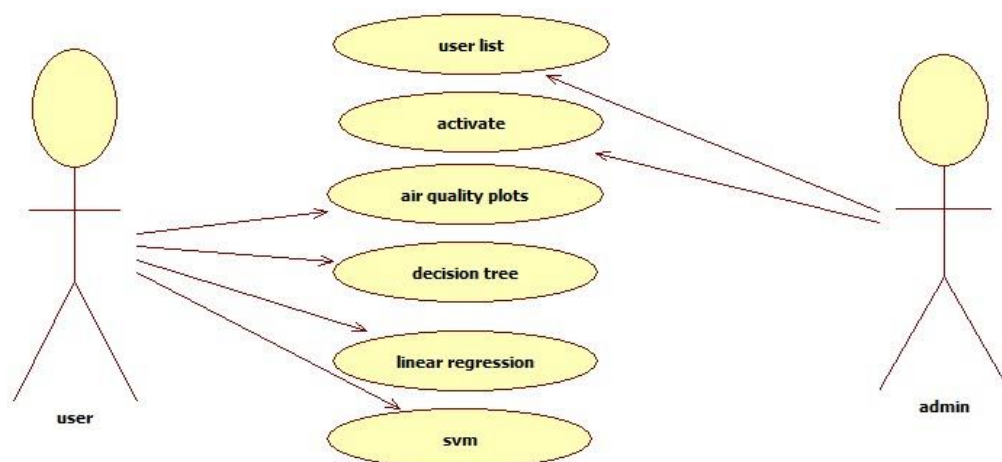 user list
activate
air quality plots
decision tree
linear regression
svm
user
admin